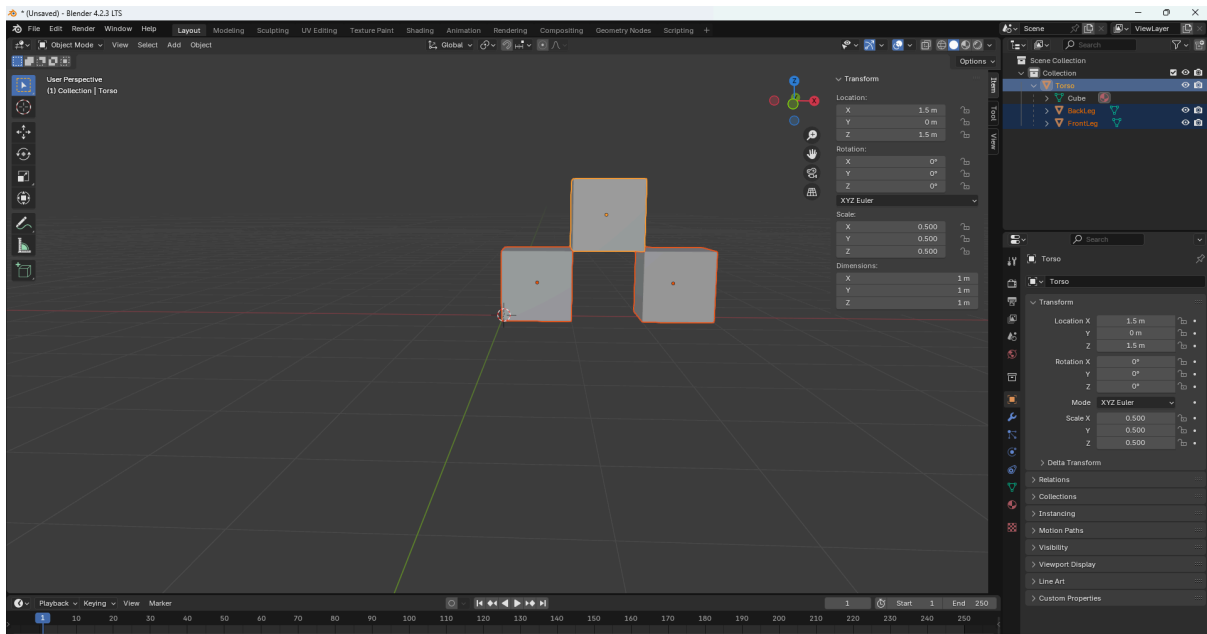 * (Unsaved) - Blender 4.2.3 LTS
File Edit Render Window Help Layout Modeling Sculpting UV Editing Texture Paint Shading Animation Rendering Compositing Geometry Nodes Scripting + Scene ViewLayer
Object Mode View Select Add Object Global Search
Options
User Perspective
(1) Collection | Torso
Transform
Location:
X 1.5 m
Y 0 m
Z 1.5 m
Rotation:
X 0°
Y 0°
Z 0°
XYZ Euler
Scale:
X 0.500
Y 0.500
Z 0.500
Dimensions:
X 1 m
Y 1 m
Z 1 m
Item
Tool
View
Z
X
Scene Collection
Collection
Torso
Cube
BackLeg
FrontLeg
Search
Torso
Torso
Transform
Location X 1.5 m
Y 0 m
Z 1.5 m
Rotation X 0°
Y 0°
Z 0°
Mode XYZ Euler
Scale X 0.500
Y 0.500
Z 0.500
Delta Transform
Relations
Collections
Instancing
Motion Paths
Visibility
Viewport Display
Line Art
Custom Properties
Playback Keying View Marker 1 Start 1 End 250
1 10 20 30 40 50 60 70 80 90 100 110 120 130 140 150 160 170 180 190 200 210 220 230 240 250